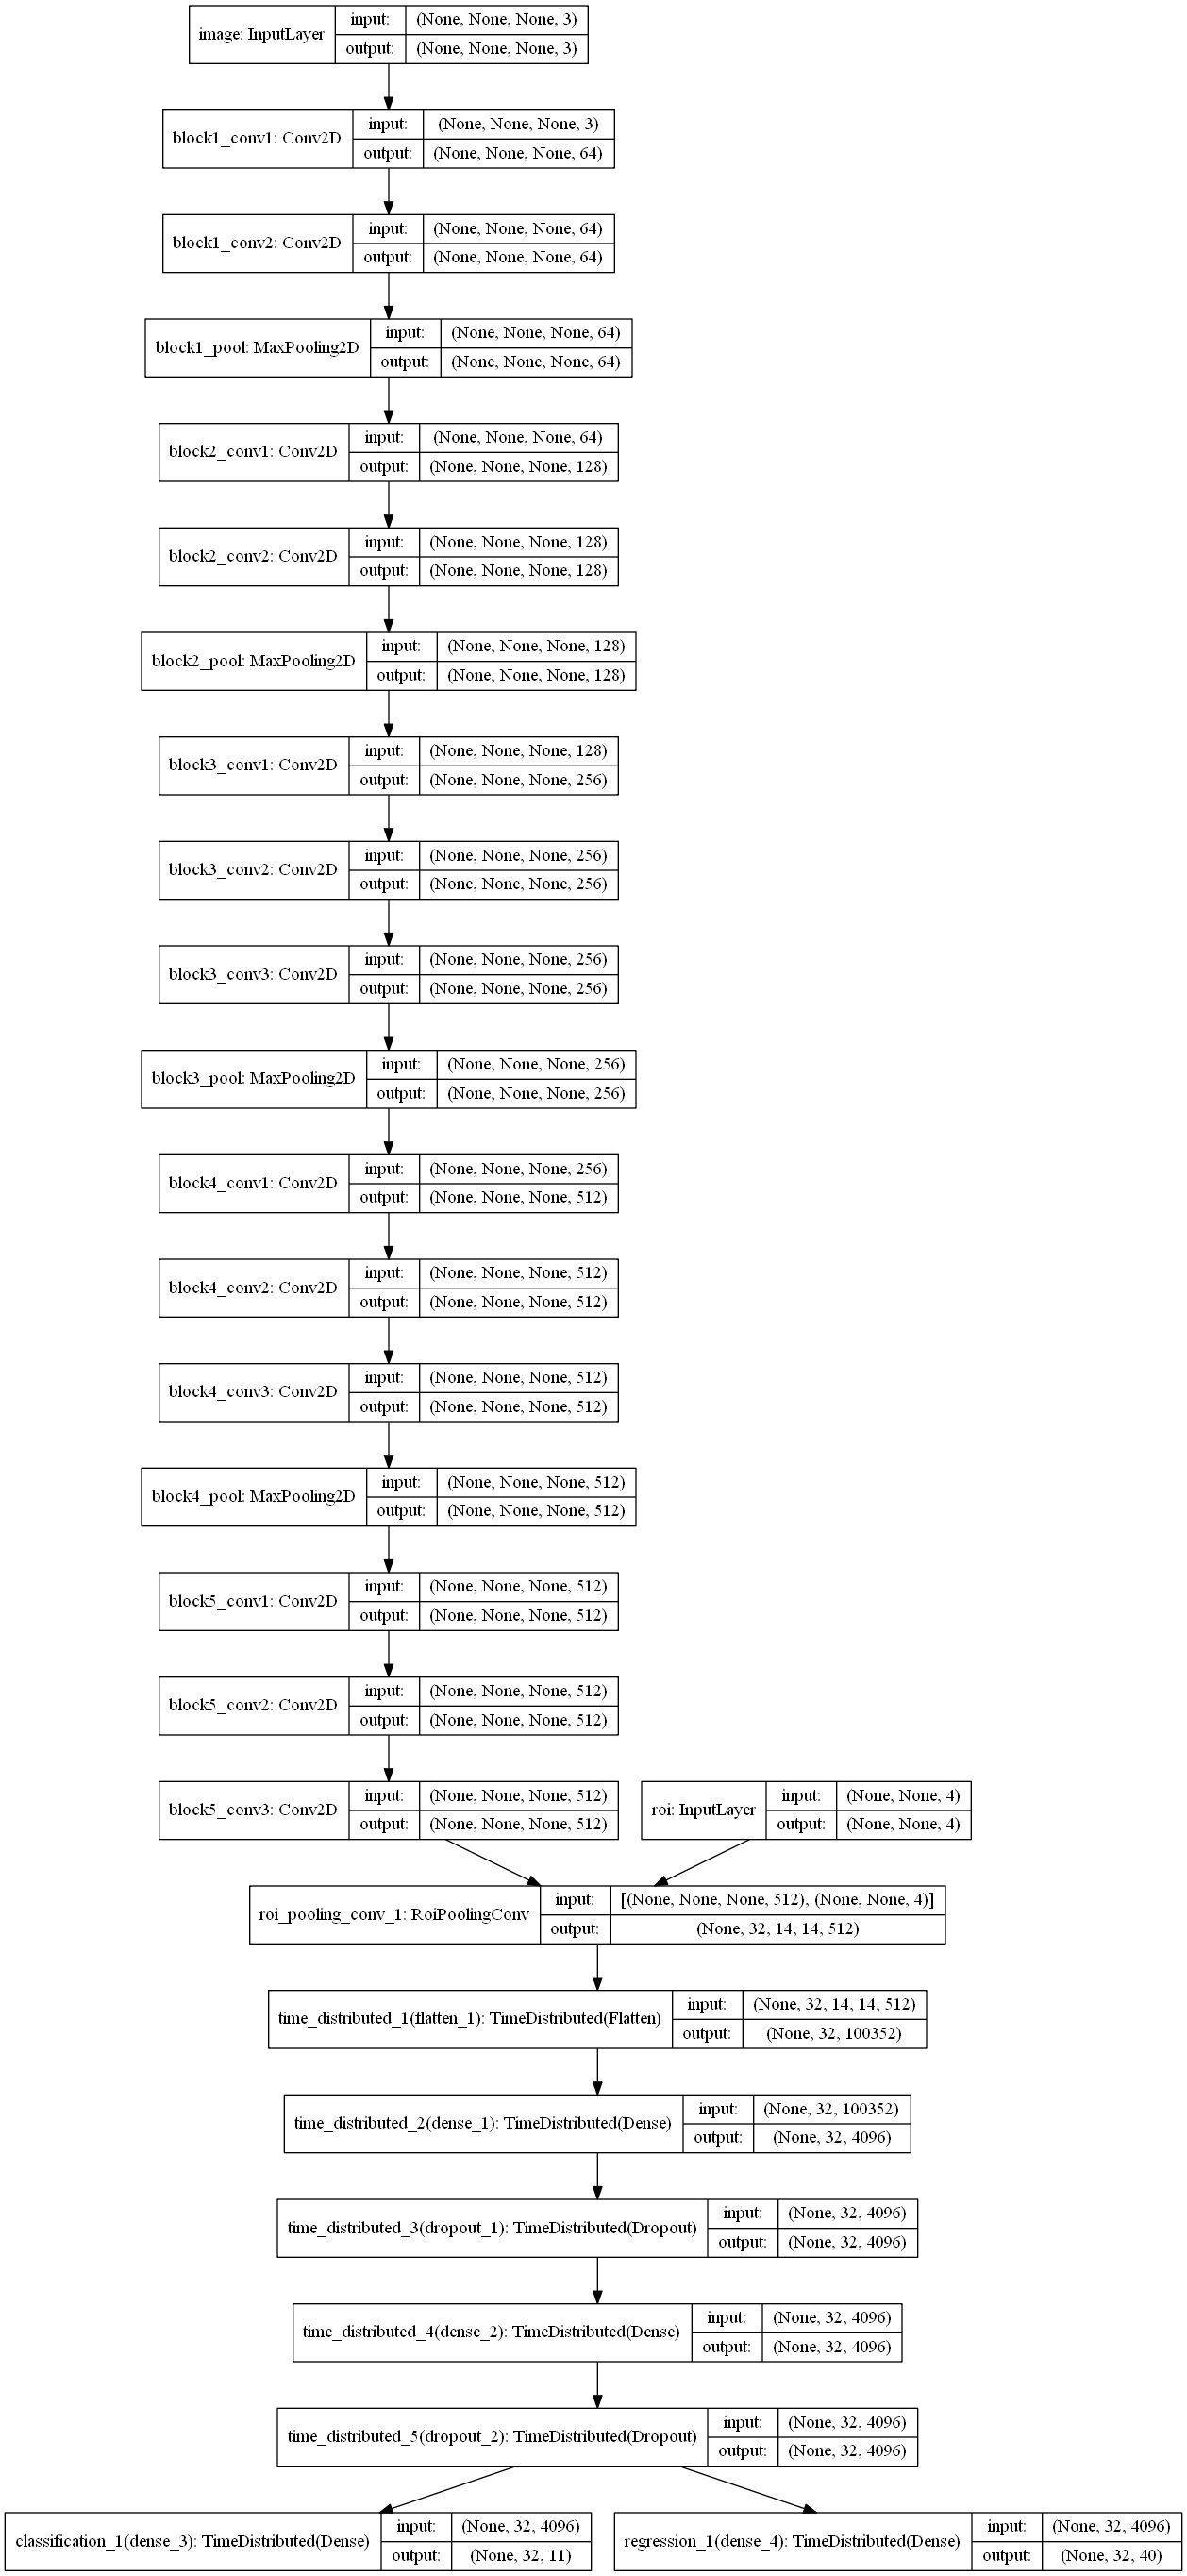 image: InputLayer
input: (None, None, None, 3)
output: (None, None, None, 3)
block1_conv1: Conv2D
input: (None, None, None, 3)
output: (None, None, None, 64)
block1_conv2: Conv2D
input: (None, None, None, 64)
output: (None, None, None, 64)
block1_pool: MaxPooling2D
input: (None, None, None, 64)
output: (None, None, None, 64)
block2_conv1: Conv2D
input: (None, None, None, 64)
output: (None, None, None, 128)
block2_conv2: Conv2D
input: (None, None, None, 128)
output: (None, None, None, 128)
block2_pool: MaxPooling2D
input: (None, None, None, 128)
output: (None, None, None, 128)
block3_conv1: Conv2D
input: (None, None, None, 128)
output: (None, None, None, 256)
block3_conv2: Conv2D
input: (None, None, None, 256)
output: (None, None, None, 256)
block3_conv3: Conv2D
input: (None, None, None, 256)
output: (None, None, None, 256)
block3_pool: MaxPooling2D
input: (None, None, None, 256)
output: (None, None, None, 256)
block4_conv1: Conv2D
input: (None, None, None, 256)
output: (None, None, None, 512)
block4_conv2: Conv2D
input: (None, None, None, 512)
output: (None, None, None, 512)
block4_conv3: Conv2D
input: (None, None, None, 512)
output: (None, None, None, 512)
block4_pool: MaxPooling2D
input: (None, None, None, 512)
output: (None, None, None, 512)
block5_conv1: Conv2D
input: (None, None, None, 512)
output: (None, None, None, 512)
block5_conv2: Conv2D
input: (None, None, None, 512)
output: (None, None, None, 512)
block5_conv3: Conv2D
input: (None, None, None, 512)
output: (None, None, None, 512)
roi: InputLayer
input: (None, None, 4)
output: (None, None, 4)
roi_pooling_conv_1: RoiPoolingConv
input: [(None, None, None, 512), (None, None, 4)]
output: (None, 32, 14, 14, 512)
time_distributed_1(flatten_1): TimeDistributed(Flatten)
input: (None, 32, 14, 14, 512)
output: (None, 32, 100352)
time_distributed_2(dense_1): TimeDistributed(Dense)
input: (None, 32, 100352)
output: (None, 32, 4096)
time_distributed_3(dropout_1): TimeDistributed(Dropout)
input: (None, 32, 4096)
output: (None, 32, 4096)
time_distributed_4(dense_2): TimeDistributed(Dense)
input: (None, 32, 4096)
output: (None, 32, 4096)
time_distributed_5(dropout_2): TimeDistributed(Dropout)
input: (None, 32, 4096)
output: (None, 32, 4096)
classification_1(dense_3): TimeDistributed(Dense)
input: (None, 32, 4096)
output: (None, 32, 11)
regression_1(dense_4): TimeDistributed(Dense)
input: (None, 32, 4096)
output: (None, 32, 40)